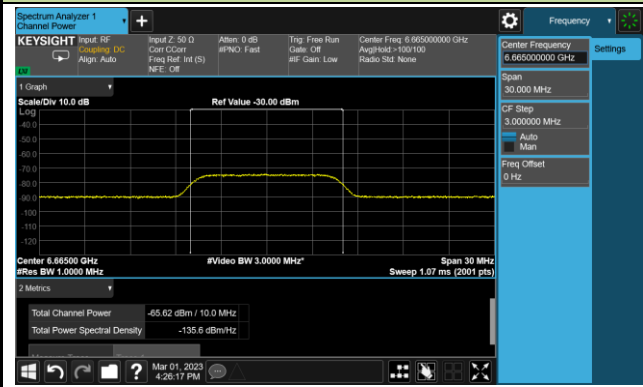 Spectrum Analyzer 1
Channel Power
Frequency
KEYSIGHT
Input: RF
Coupling: DC
Align: Auto
Input Z: 50 Ω
Corr CCorr
Freq Ref: Int (S)
NFE: Off
Atten: 0 dB
#PNO: Fast
Trig: Free Run
Gate: Off
#IF Gain: Low
Center Freq: 6.665000000 GHz
Avg|Hold:>100/100
Radio Std: None
Center Frequency
6.665000000 GHz
Settings
Span
30.000 MHz
CF Step
3.000000 MHz
Auto
Man
Freq Offset
0 Hz
1 Graph
Scale/Div 10.0 dB
Ref Value -30.00 dBm
Log
-40.0
-50.0
-60.0
-70.0
-80.0
-90.0
-100
-110
-120
Center 6.66500 GHz
#Video BW 3.0000 MHz*
Span 30 MHz
#Res BW 1.0000 MHz
Sweep 1.07 ms (2001 pts)
2 Metrics
Total Channel Power
-65.62 dBm / 10.0 MHz
Total Power Spectral Density
-135.6 dBm/Hz
?
Mar 01, 2023
4:26:17 PM